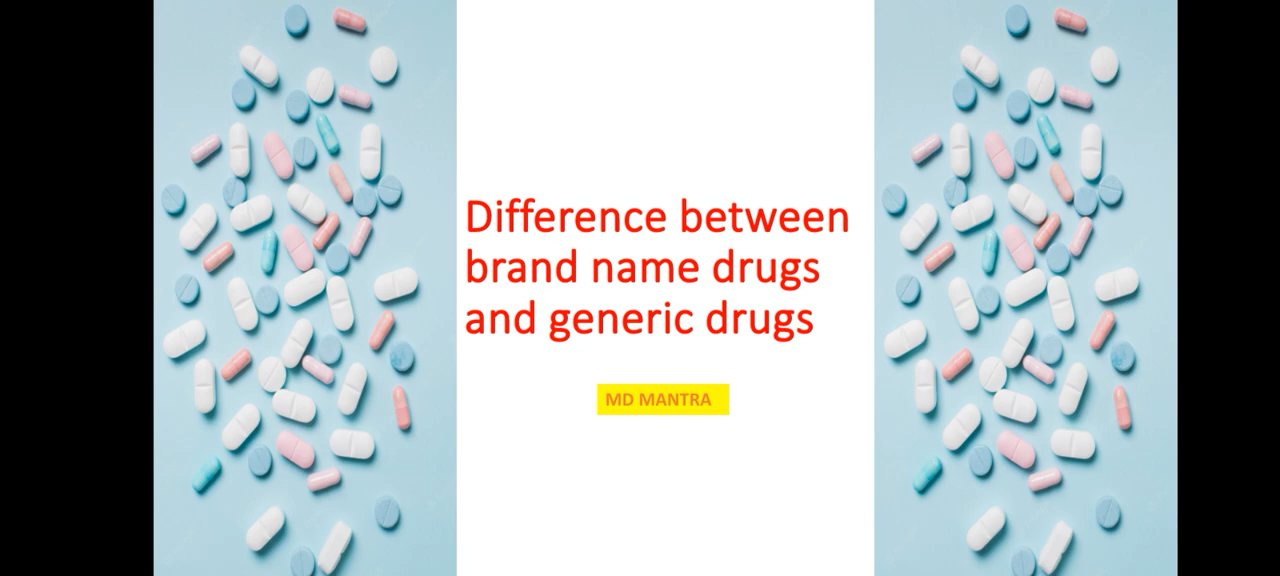 Difference between
brand name drugs
and generic drugs
MD MANTRA